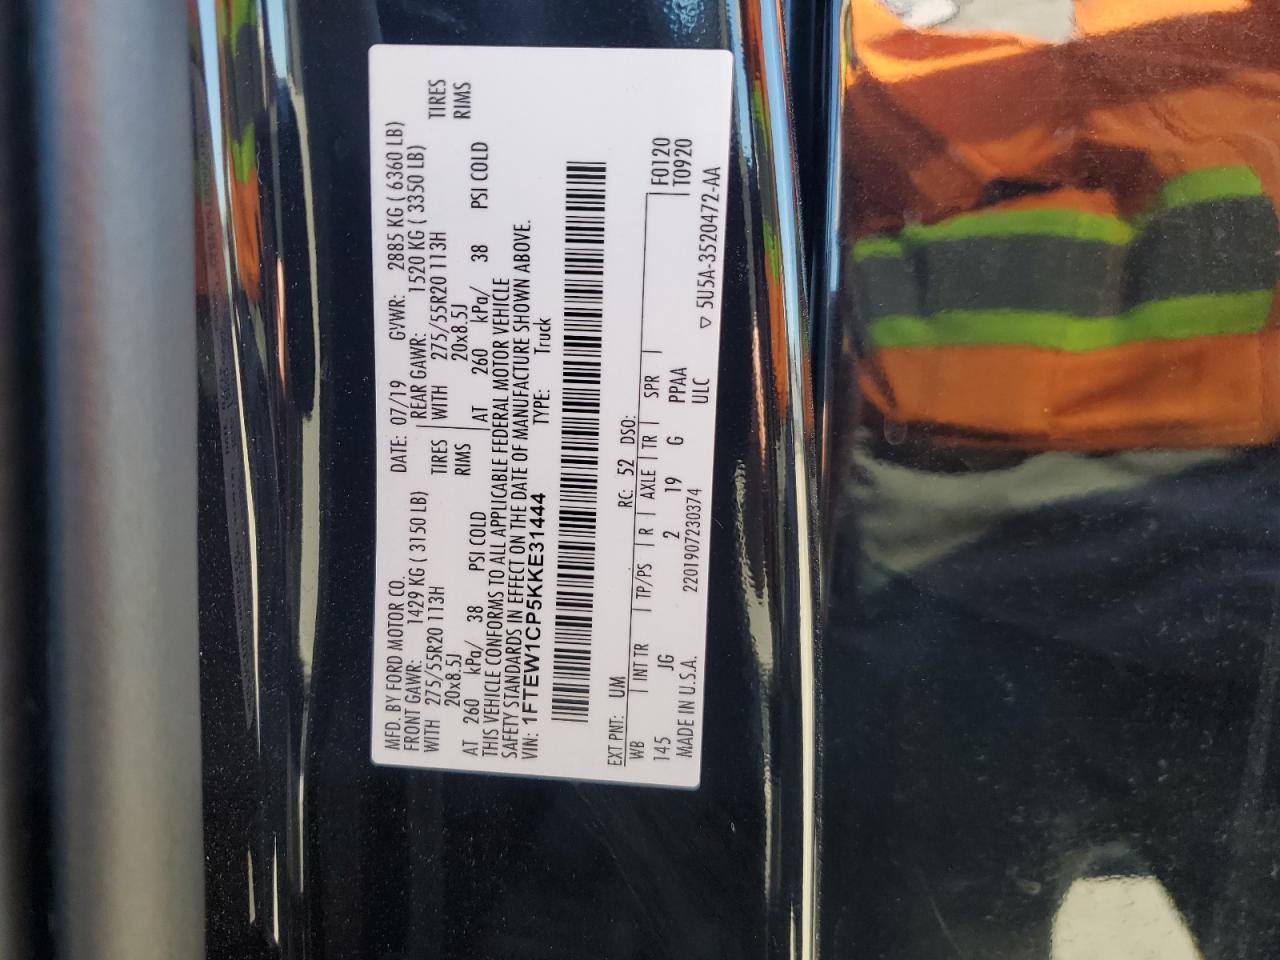 MFD. BY FORD MOTOR CO. DATE: 07/19 GVWR: 2885 KG ( 6360 LB)
FRONT GAWR: 1429 KG ( 3150 LB) REAR GAWR: 1520 KG ( 3350 LB)
WITH 275/55R20 113H TIRES WITH 275/55R20 113H TIRES
20x8.5J RIMS 20x8.5J RIMS
AT 260 kPa/ 38 PSI COLD AT 260 kPa/ 38 PSI COLD
THIS VEHICLE CONFORMS TO ALL APPLICABLE FEDERAL MOTOR VEHICLE
SAFETY STANDARDS IN EFFECT ON THE DATE OF MANUFACTURE SHOWN ABOVE.
VIN: 1FTEW1CP5KKE31444 TYPE: Truck
EXT PNT: UM RC: 52 DSO:
WB INT TR TP/PS R AXLE TR SPR F0120
145 JG 2 19 G PPAA T0920
MADE IN U.S.A. 2201907230374 ULC ▽ 5U5A-3520472-AA